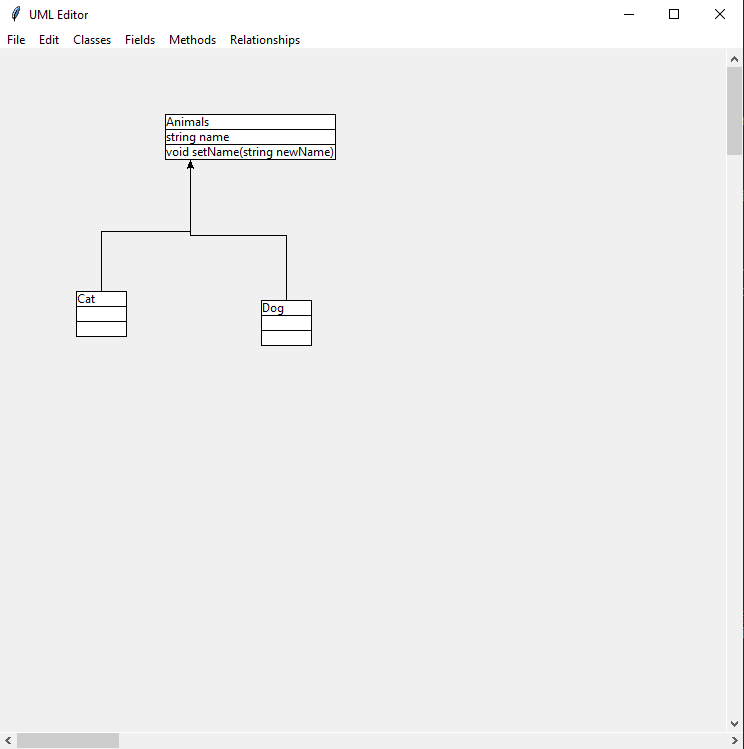 UML Editor
File Edit Classes Fields Methods Relationships
Animals
string name
void setName(string newName)
Cat
Dog